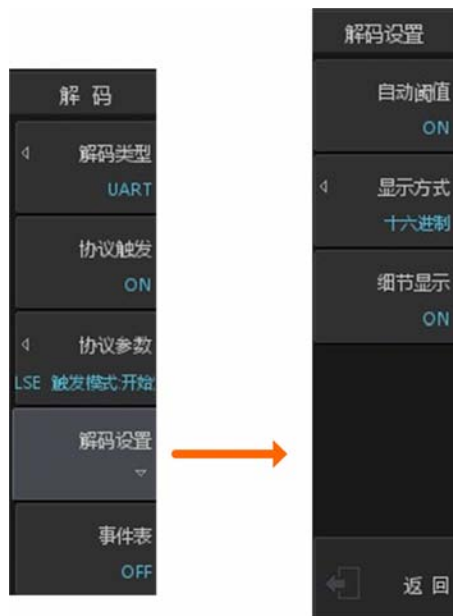 解 码
解码类型
UART
协议触发
ON
协议参数
LSE 触发模式:开始
解码设置
事件表
OFF
解码设置
自动阈值
ON
显示方式
十六进制
细节显示
ON
返 回